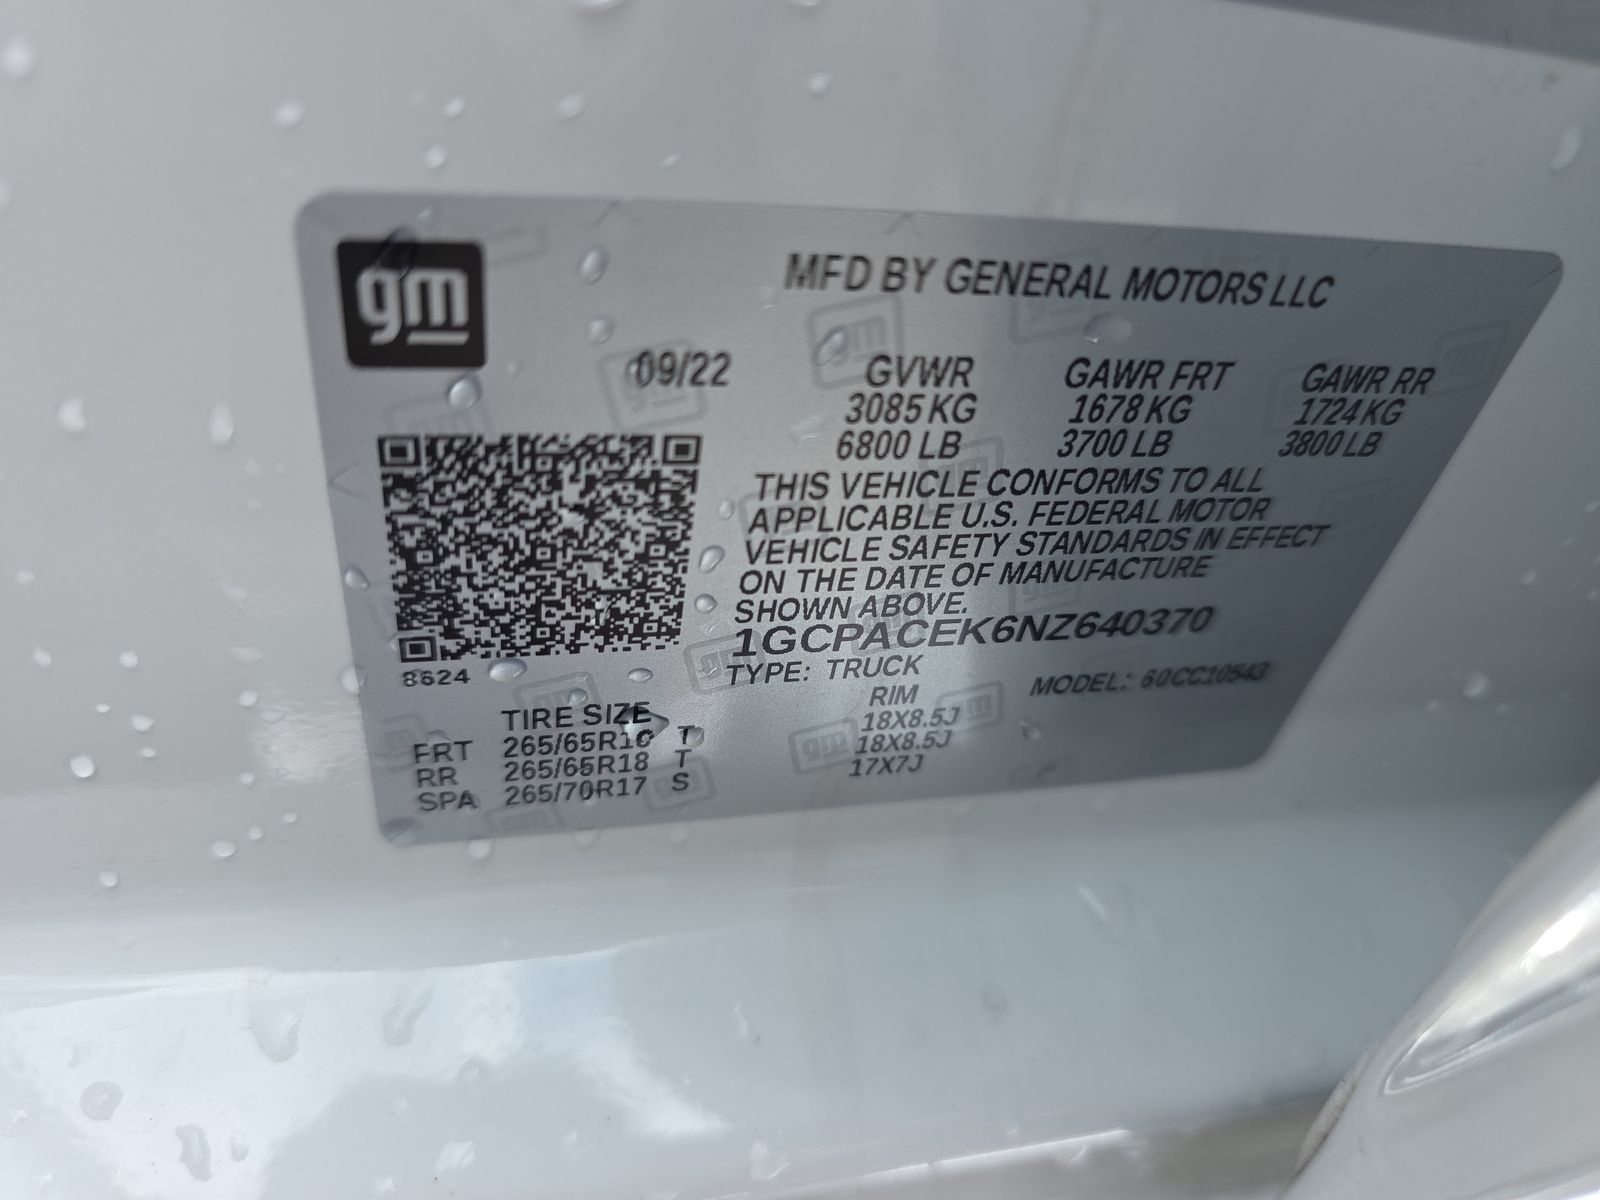 gm
MFD BY GENERAL MOTORS LLC
09/22 GVWR GAWR FRT GAWR RR
3085 KG 1678 KG 1724 KG
6800 LB 3700 LB 3800 LB
THIS VEHICLE CONFORMS TO ALL
APPLICABLE U.S. FEDERAL MOTOR
VEHICLE SAFETY STANDARDS IN EFFECT
ON THE DATE OF MANUFACTURE
SHOWN ABOVE.
1GCPACEK6NZ640370
8624
TYPE: TRUCK MODEL: 60CC10543
TIRE SIZE RIM
FRT 265/65R18 T 18X8.5J
RR 265/65R18 T 18X8.5J
SPA 265/70R17 S 17X7J